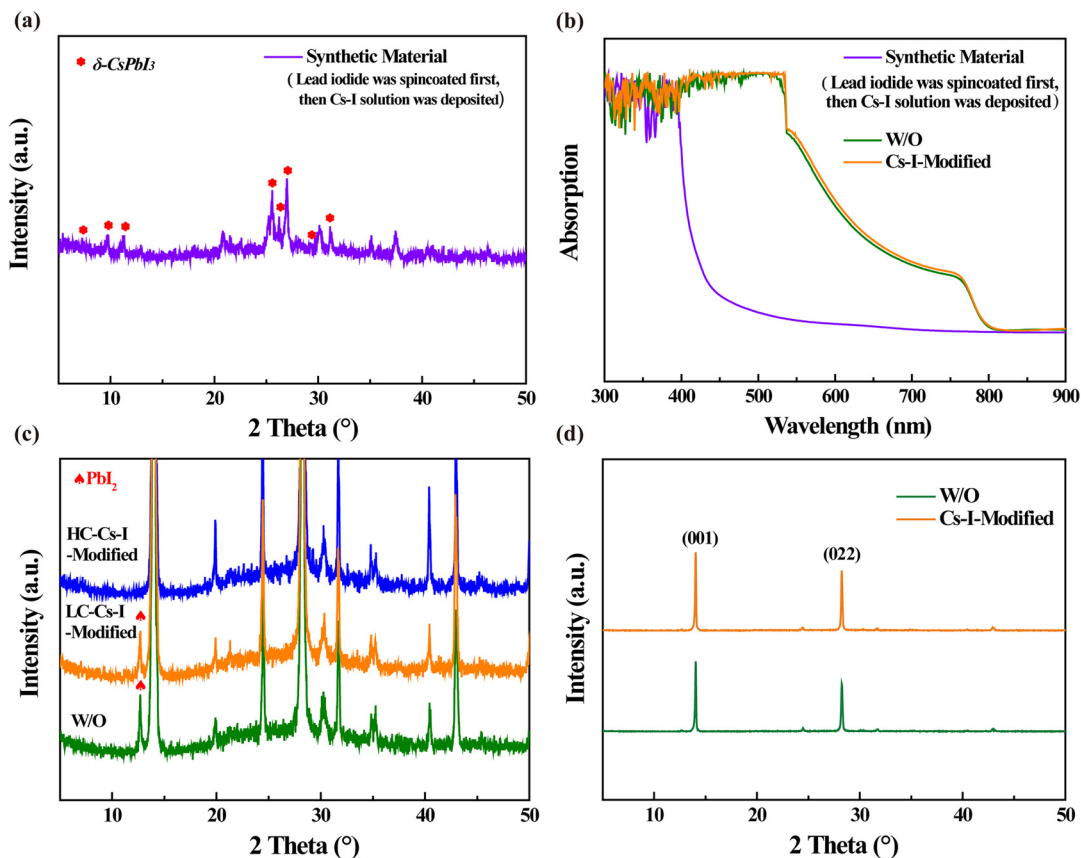 (a)
δ-CsPbI3
Synthetic Material
( Lead iodide was spincoated first,
then Cs-I solution was deposited)
Intensity (a.u.)
10 20 30 40 50
2 Theta (°)
(b)
Synthetic Material
( Lead iodide was spincoated first,
then Cs-I solution was deposited)
W/O
Cs-I-Modified
Absorption
300 400 500 600 700 800 900
Wavelength (nm)
(c)
PbI2
HC-Cs-I
-Modified
LC-Cs-I
-Modified
W/O
Intensity (a.u.)
10 20 30 40 50
2 Theta (°)
(d)
W/O
Cs-I-Modified
(001)
(022)
Intensity (a.u.)
10 20 30 40 50
2 Theta (°)